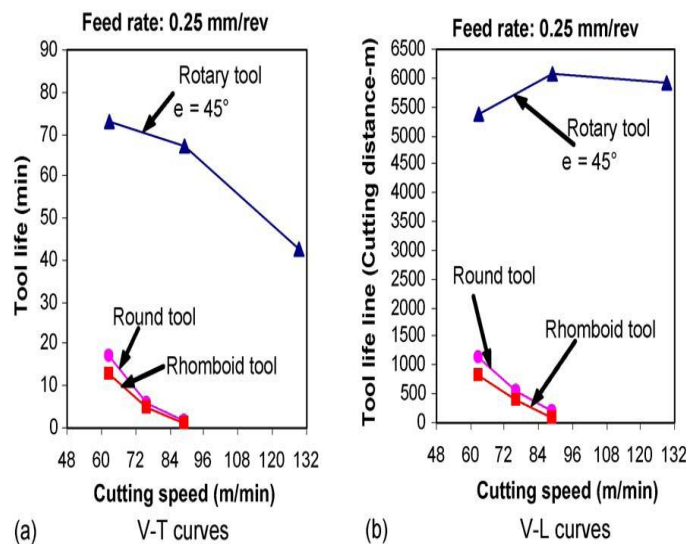 Feed rate: 0.25 mm/rev
90
80
70
60
50
40
30
20
10
0
Tool life (min)
Rotary tool
e = 45°
Round tool
Rhomboid tool
48 60 72 84 96 108 120 132
Cutting speed (m/min)
(a) V-T curves
Feed rate: 0.25 mm/rev
6500
6000
5500
5000
4500
4000
3500
3000
2500
2000
1500
1000
500
0
Tool life line (Cutting distance-m)
Rotary tool
e = 45°
Round tool
Rhomboid tool
48 60 72 84 96 108 120 132
Cutting speed (m/min)
(b) V-L curves